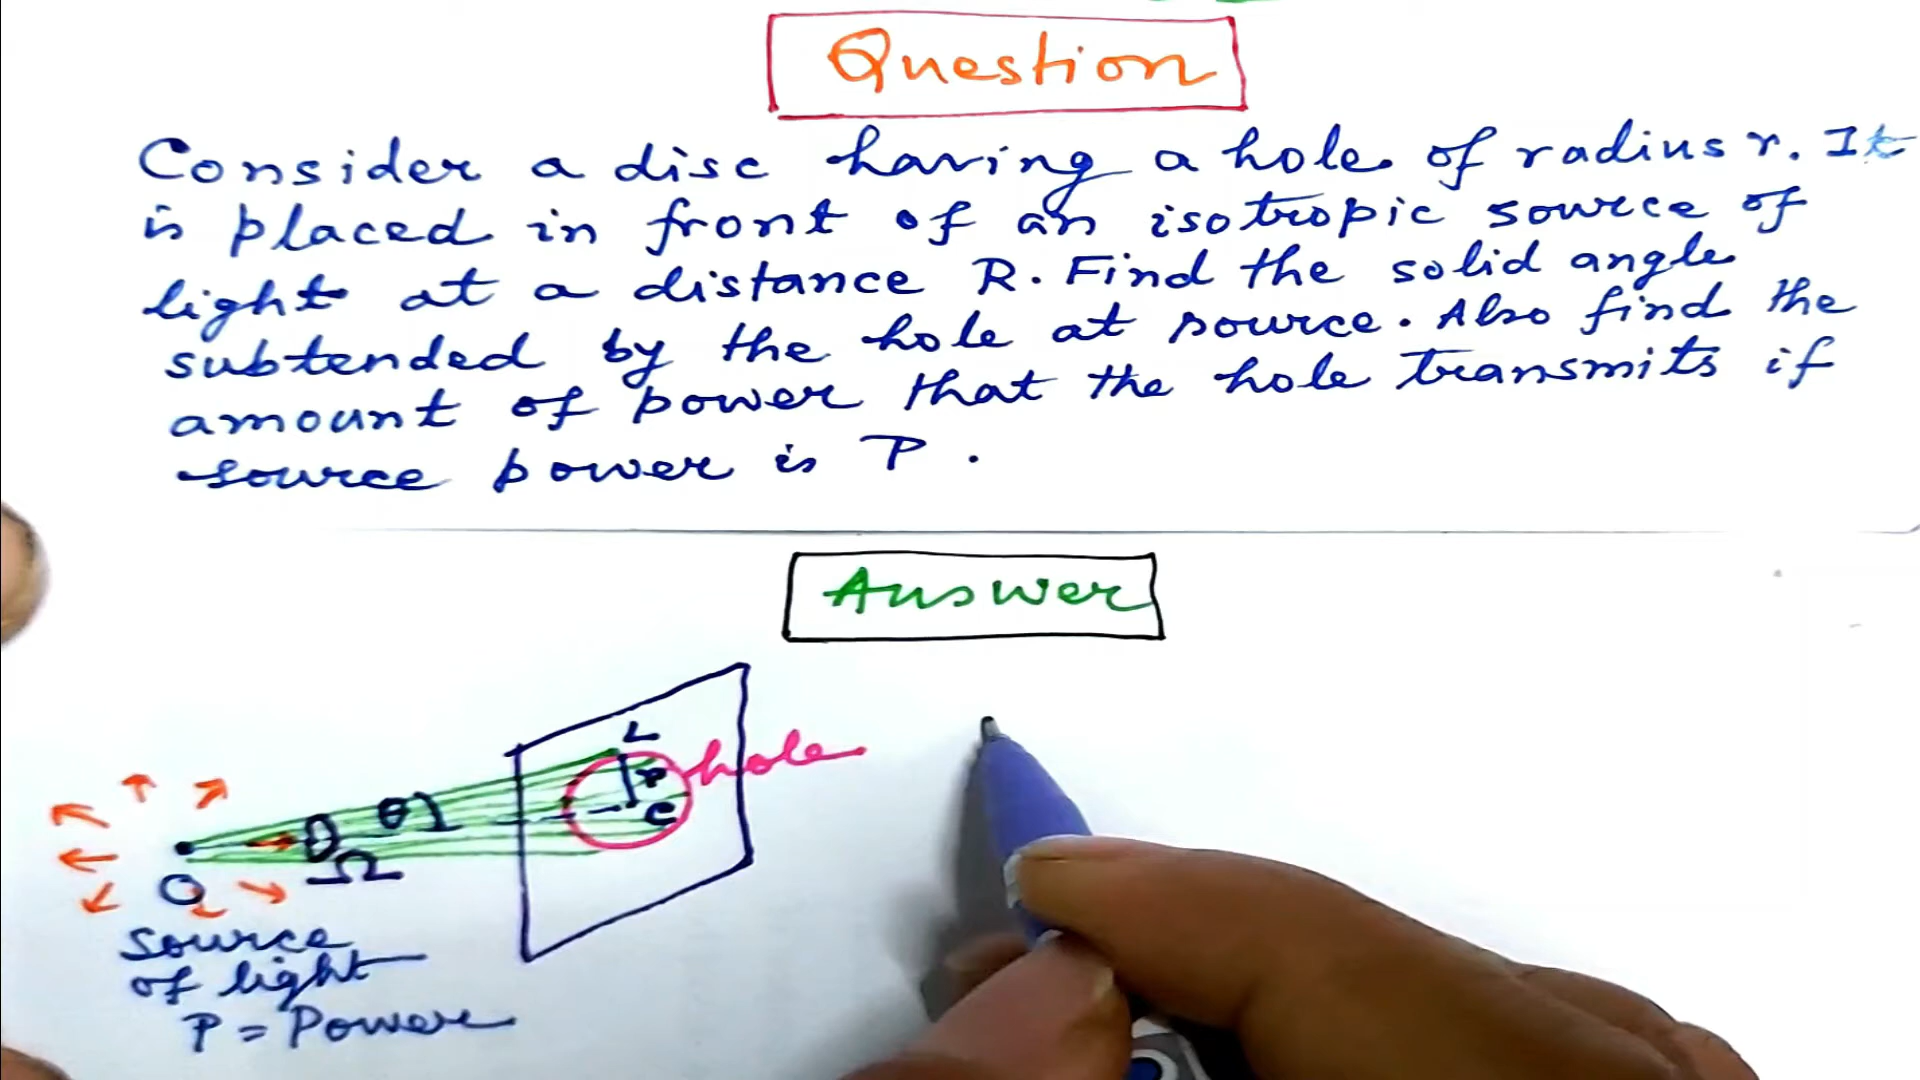 Question
Consider a disc having a hole of radius r. It
is placed in front of an isotropic source of
light at a distance R. Find the solid angle
subtended by the hole at source. Also find the
amount of power that the hole transmits if
source power is P.
Answer
L
hole
r
θ
C
Ω
O
source
of light
P = Power